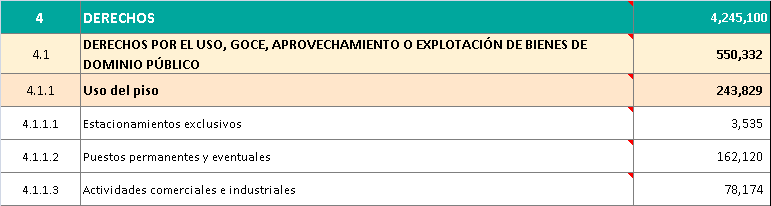 4 DERECHOS 4,245,100
4.1 DERECHOS POR EL USO, GOCE, APROVECHAMIENTO O EXPLOTACIÓN DE BIENES DE
DOMINIO PÚBLICO 550,332
4.1.1 Uso del piso 243,829
4.1.1.1 Estacionamientos exclusivos 3,535
4.1.1.2 Puestos permanentes y eventuales 162,120
4.1.1.3 Actividades comerciales e industriales 78,174